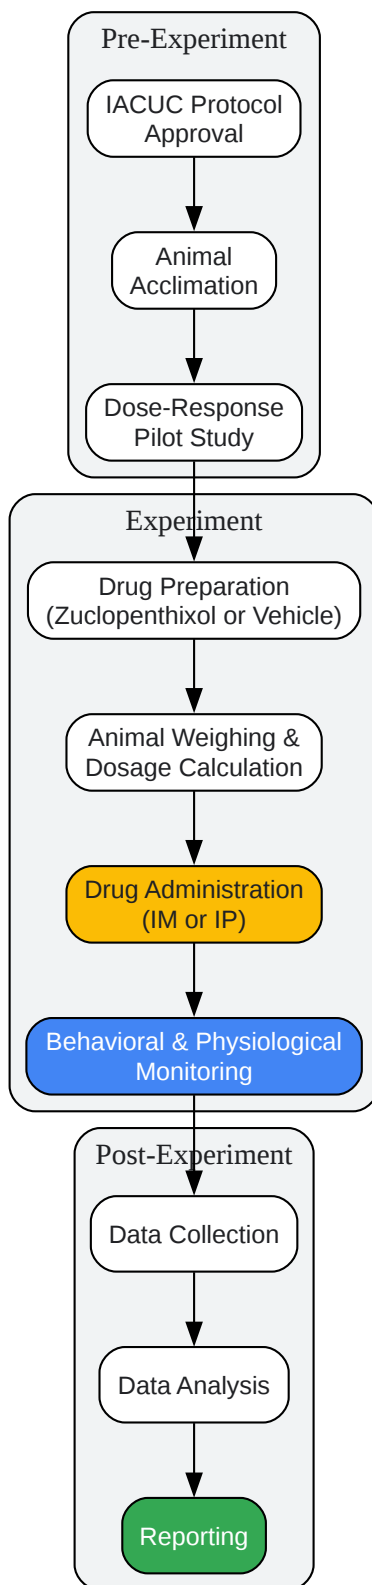 Pre-Experiment
IACUC Protocol
Approval
Animal
Acclimation
Dose-Response
Pilot Study
Experiment
Drug Preparation
(Zuclopenthixol or Vehicle)
Animal Weighing &
Dosage Calculation
Drug Administration
(IM or IP)
Behavioral & Physiological
Monitoring
Post-Experiment
Data Collection
Data Analysis
Reporting